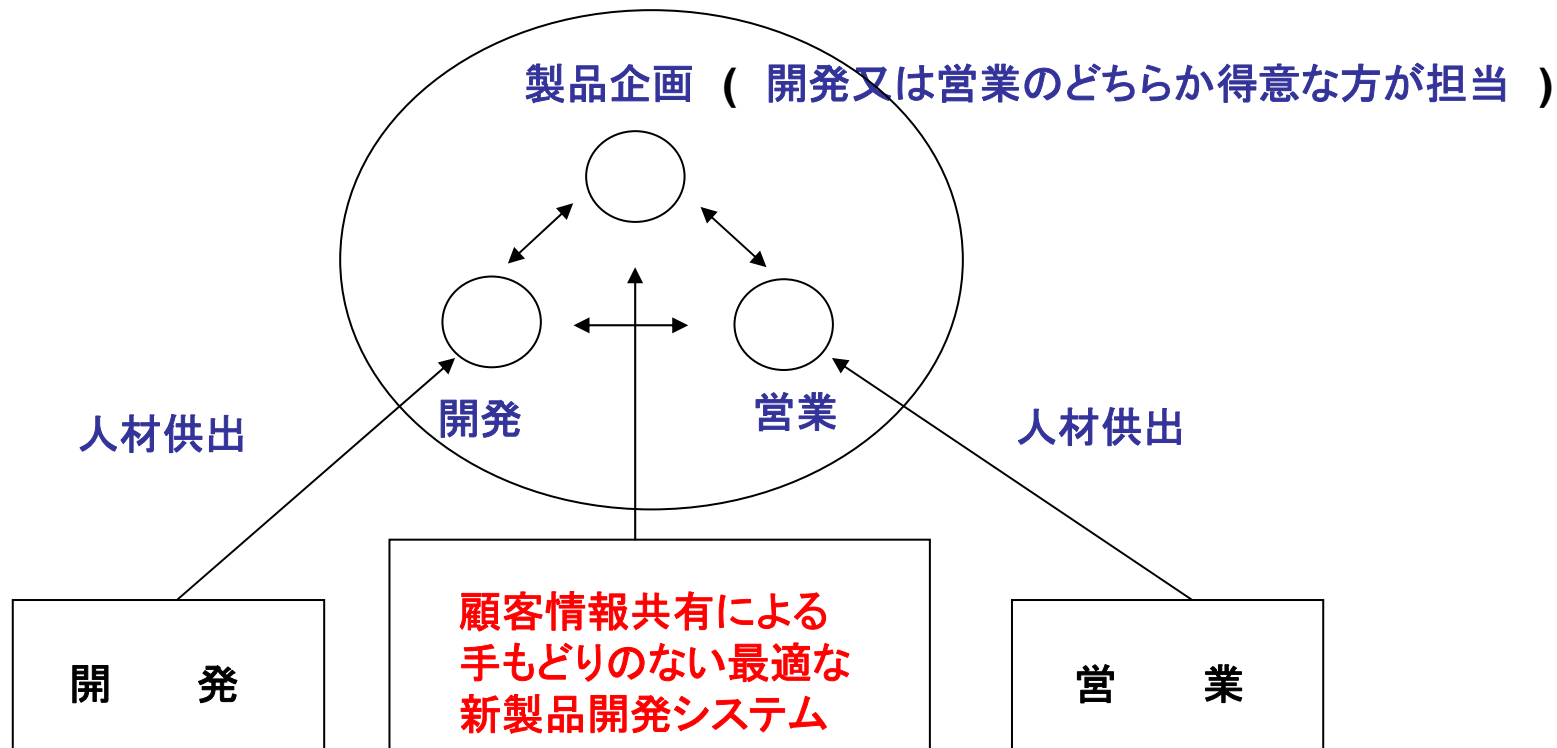 製品企画 ( 開発又は営業のどちらか得意な方が担当 )
開発
営業
人材供出
人材供出
顧客情報共有による
手もどりのない最適な
新製品開発システム
開 発
営 業